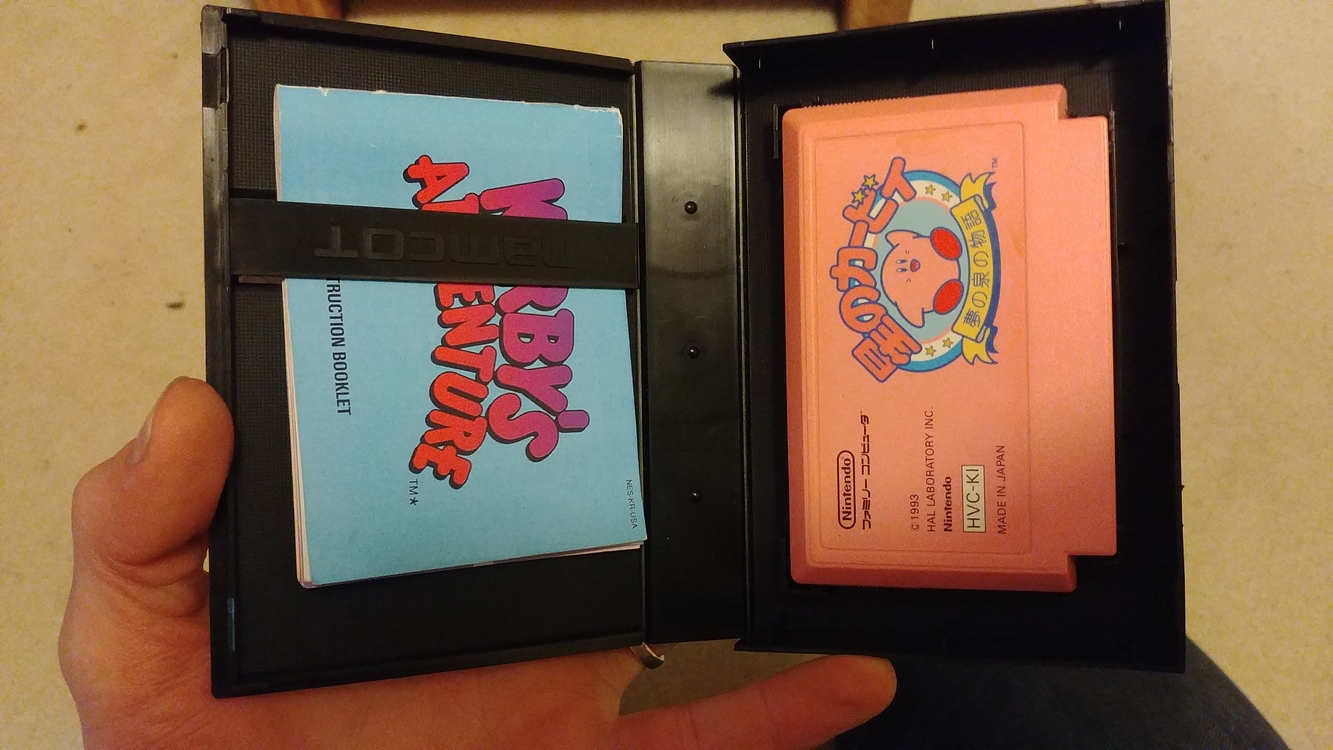 KIRBY'S
ADVENTURE
TM*
INSTRUCTION BOOKLET
NES-KR-USA
namcot
星のカービィ
夢の泉の物語
TM
Nintendo
ファミリー コンピュータ
©1993
HAL LABORATORY INC.
Nintendo
HVC-KI
MADE IN JAPAN